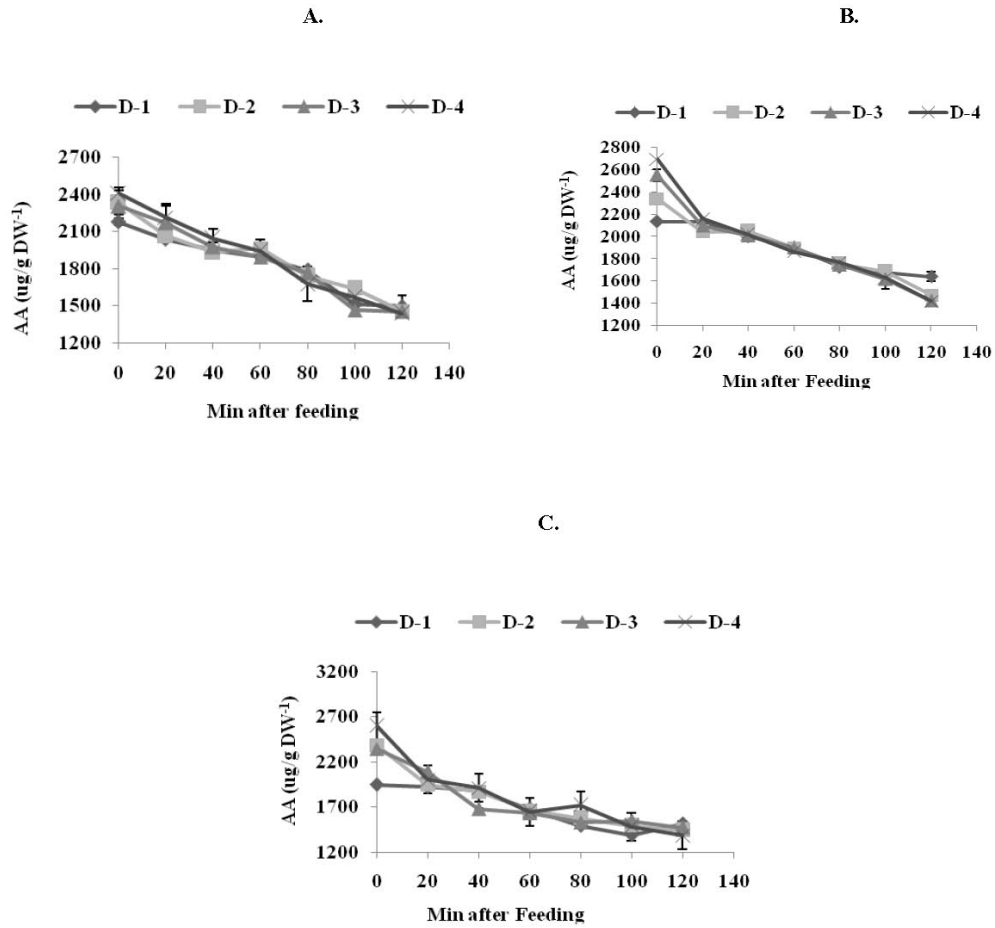 A.
D-1 D-2 D-3 D-4
2700
2400
2100
1800
1500
1200
AA (ug/g DW-1)
0 20 40 60 80 100 120 140
Min after feeding
B.
D-1 D-2 D-3 D-4
2800
2600
2400
2200
2000
1800
1600
1400
1200
AA (ug/g DW-1)
0 20 40 60 80 100 120 140
Min after Feeding
C.
D-1 D-2 D-3 D-4
3200
2700
2200
1700
1200
AA (ug/g DW-1)
0 20 40 60 80 100 120 140
Min after Feeding